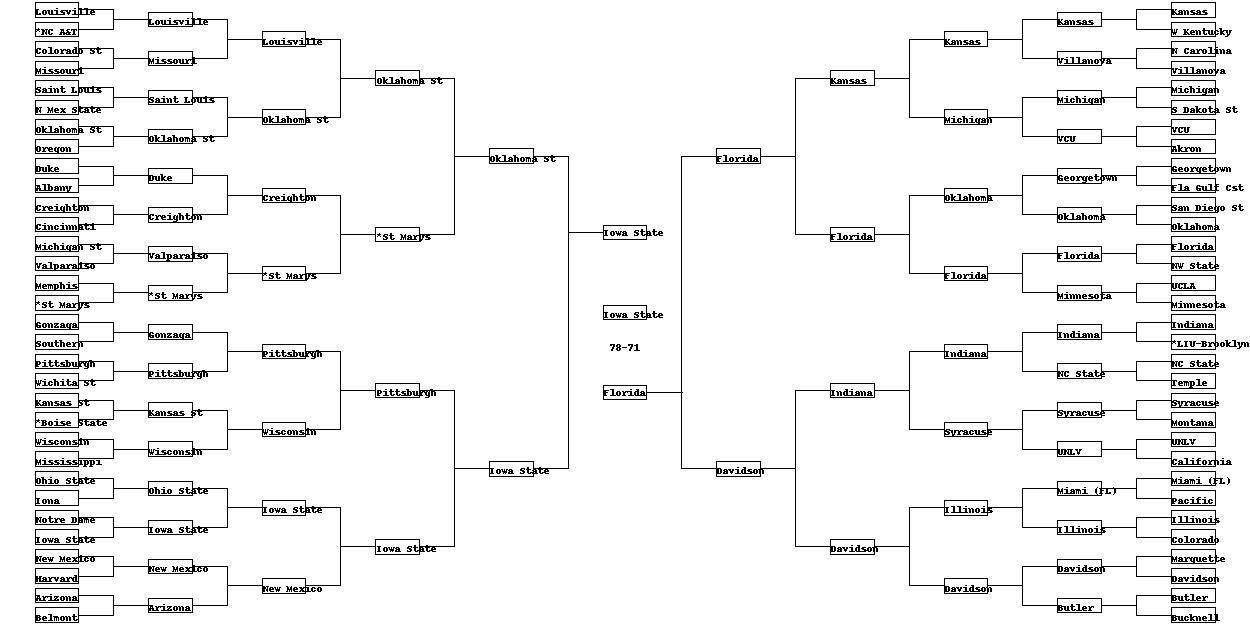 Louisville
*NC A&T
Colorado St
Missouri
Saint Louis
N Mex State
Oklahoma St
Oregon
Duke
Albany
Creighton
Cincinnati
Michigan St
Valparaiso
Memphis
*St Marys
Gonzaga
Southern
Pittsburgh
Wichita St
Kansas St
*Boise State
Wisconsin
Mississippi
Ohio State
Iona
Notre Dame
Iowa State
New Mexico
Harvard
Arizona
Belmont
Louisville
Missouri
Saint Louis
Oklahoma St
Duke
Creighton
Valparaiso
*St Marys
Gonzaga
Pittsburgh
Kansas St
Wisconsin
Ohio State
Iowa State
New Mexico
Arizona
Louisville
Oklahoma St
Creighton
*St Marys
Pittsburgh
Wisconsin
Iowa State
New Mexico
Oklahoma St
*St Marys
Pittsburgh
Iowa State
Oklahoma St
Iowa State
Iowa State
Iowa State
78-71
Florida
Florida
Davidson
Kansas
Florida
Indiana
Davidson
Kansas
Michigan
Oklahoma
Florida
Indiana
Syracuse
Illinois
Davidson
Kansas
Villanova
Michigan
VCU
Georgetown
Oklahoma
Florida
Minnesota
Indiana
NC State
Syracuse
UNLV
Miami (FL)
Illinois
Davidson
Butler
Kansas
W Kentucky
N Carolina
Villanova
Michigan
S Dakota St
VCU
Akron
Georgetown
Fla Gulf Cst
San Diego St
Oklahoma
Florida
NW State
UCLA
Minnesota
Indiana
*LIU-Brooklyn
NC State
Temple
Syracuse
Montana
UNLV
California
Miami (FL)
Pacific
Illinois
Colorado
Marquette
Davidson
Butler
Bucknell